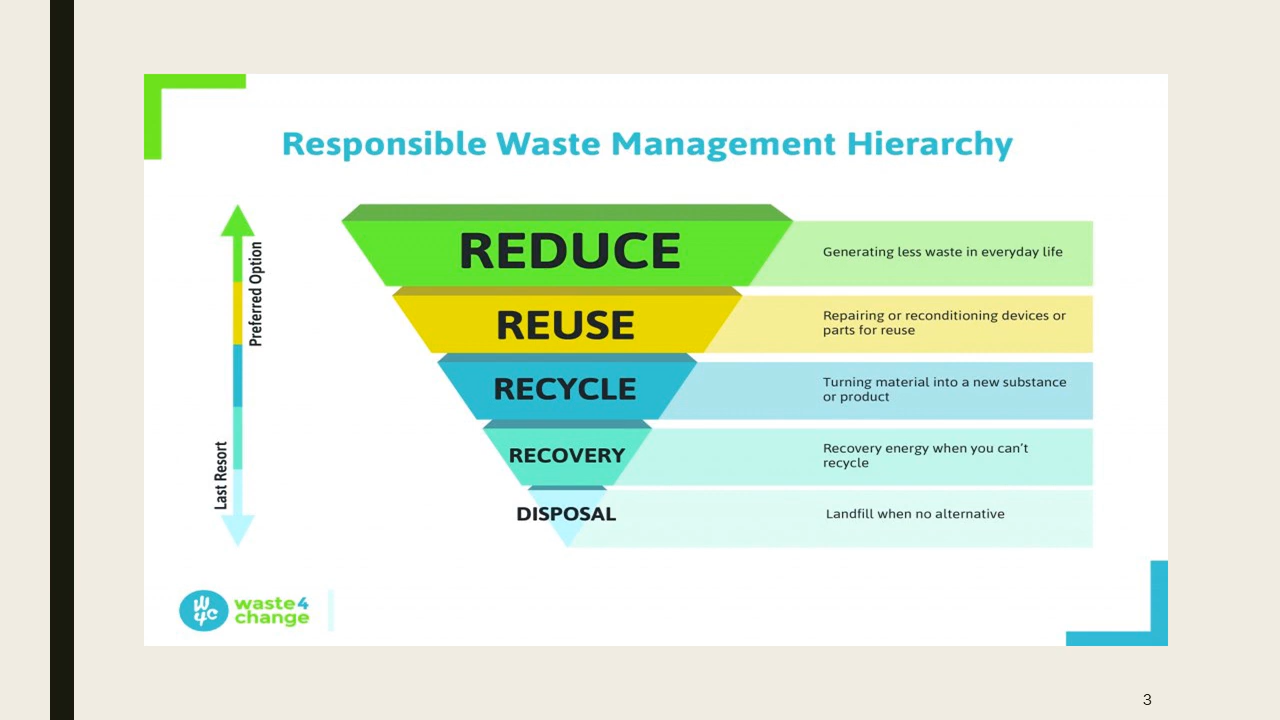 Responsible Waste Management Hierarchy
Preferred Option
Last Resort
REDUCE
Generating less waste in everyday life
REUSE
Repairing or reconditioning devices or
parts for reuse
RECYCLE
Turning material into a new substance
or product
RECOVERY
Recovery energy when you can't
recycle
DISPOSAL
Landfill when no alternative
W4C
waste4
change
3